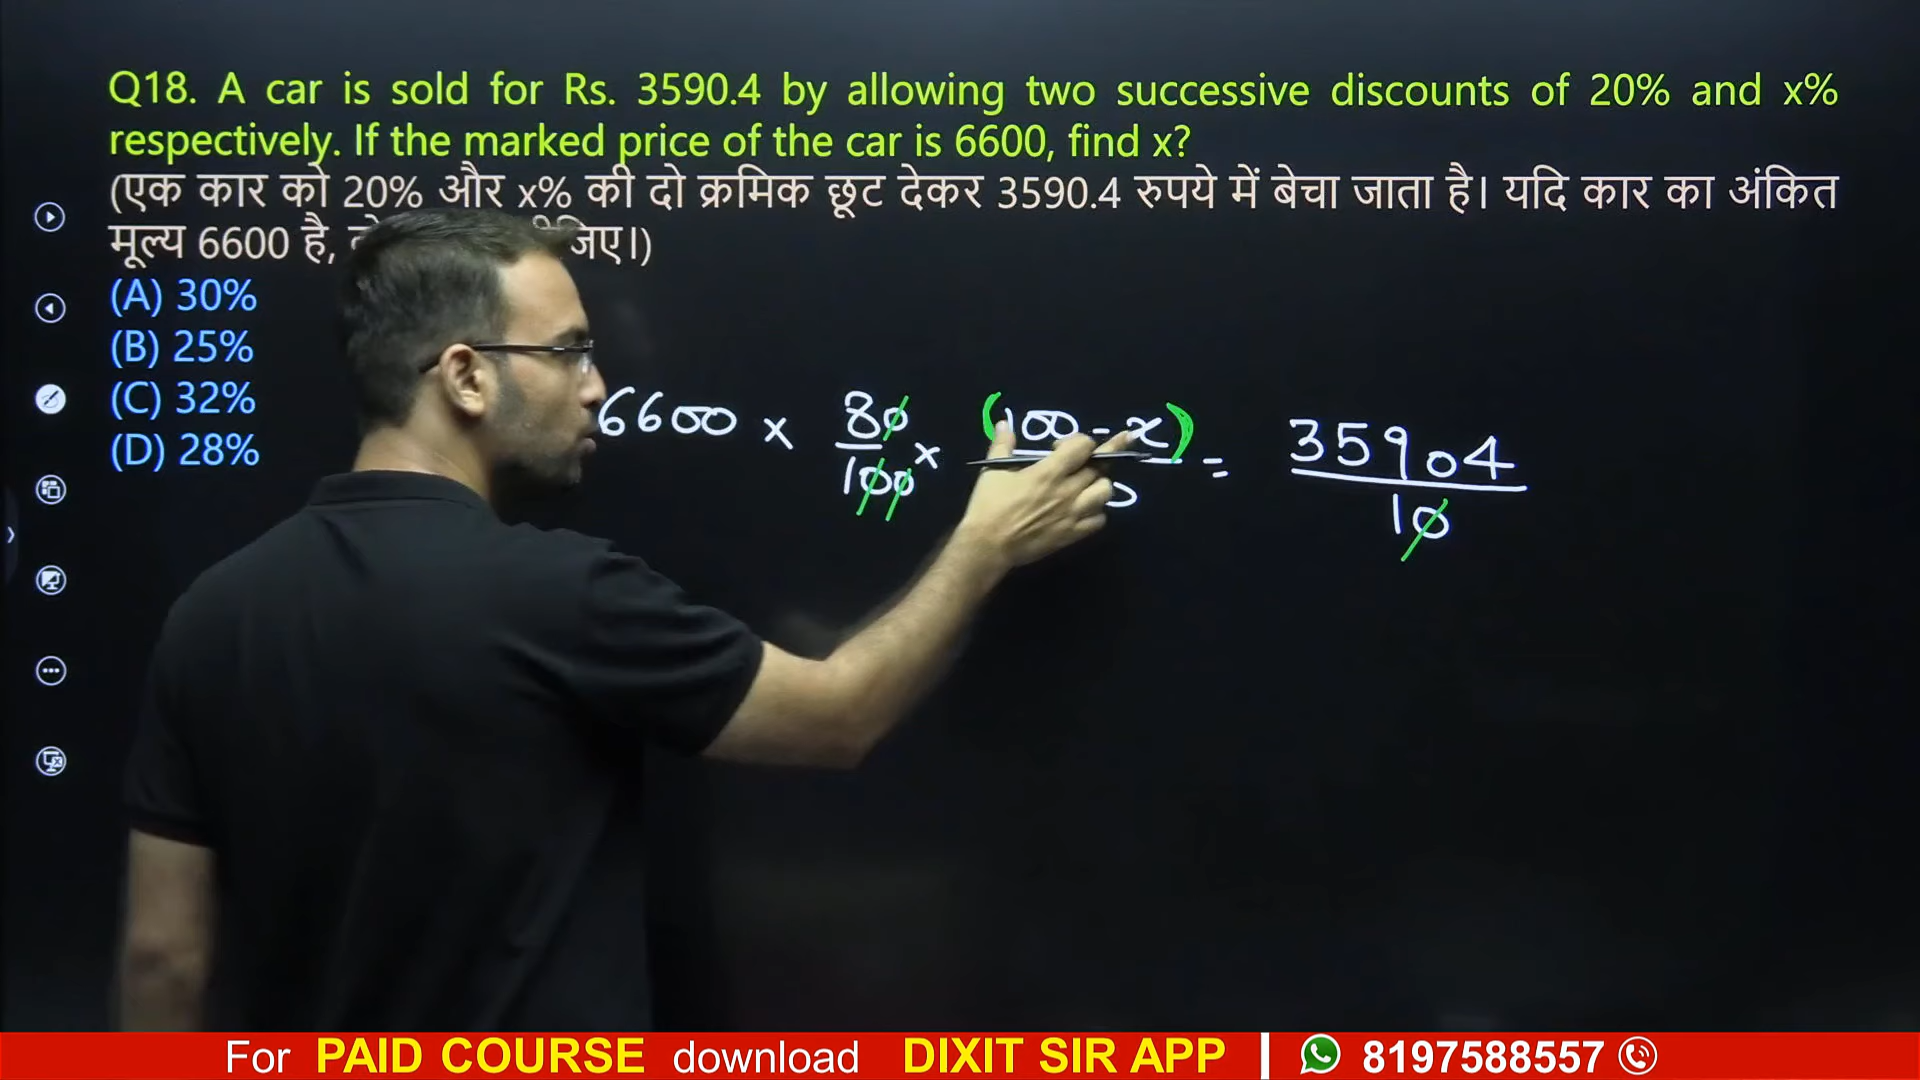 Q18. A car is sold for Rs. 3590.4 by allowing two successive discounts of 20% and x%
respectively. If the marked price of the car is 6600, find x?
(एक कार को 20% और x% की दो क्रमिक छूट देकर 3590.4 रुपये में बेचा जाता है। यदि कार का अंकित
मूल्य 6600 है,
(A) 30%
(B) 25%
(C) 32%
(D) 28%
6600 × 80/100 × (100 - x) = 35904/10
For PAID COURSE download DIXIT SIR APP | 8197588557